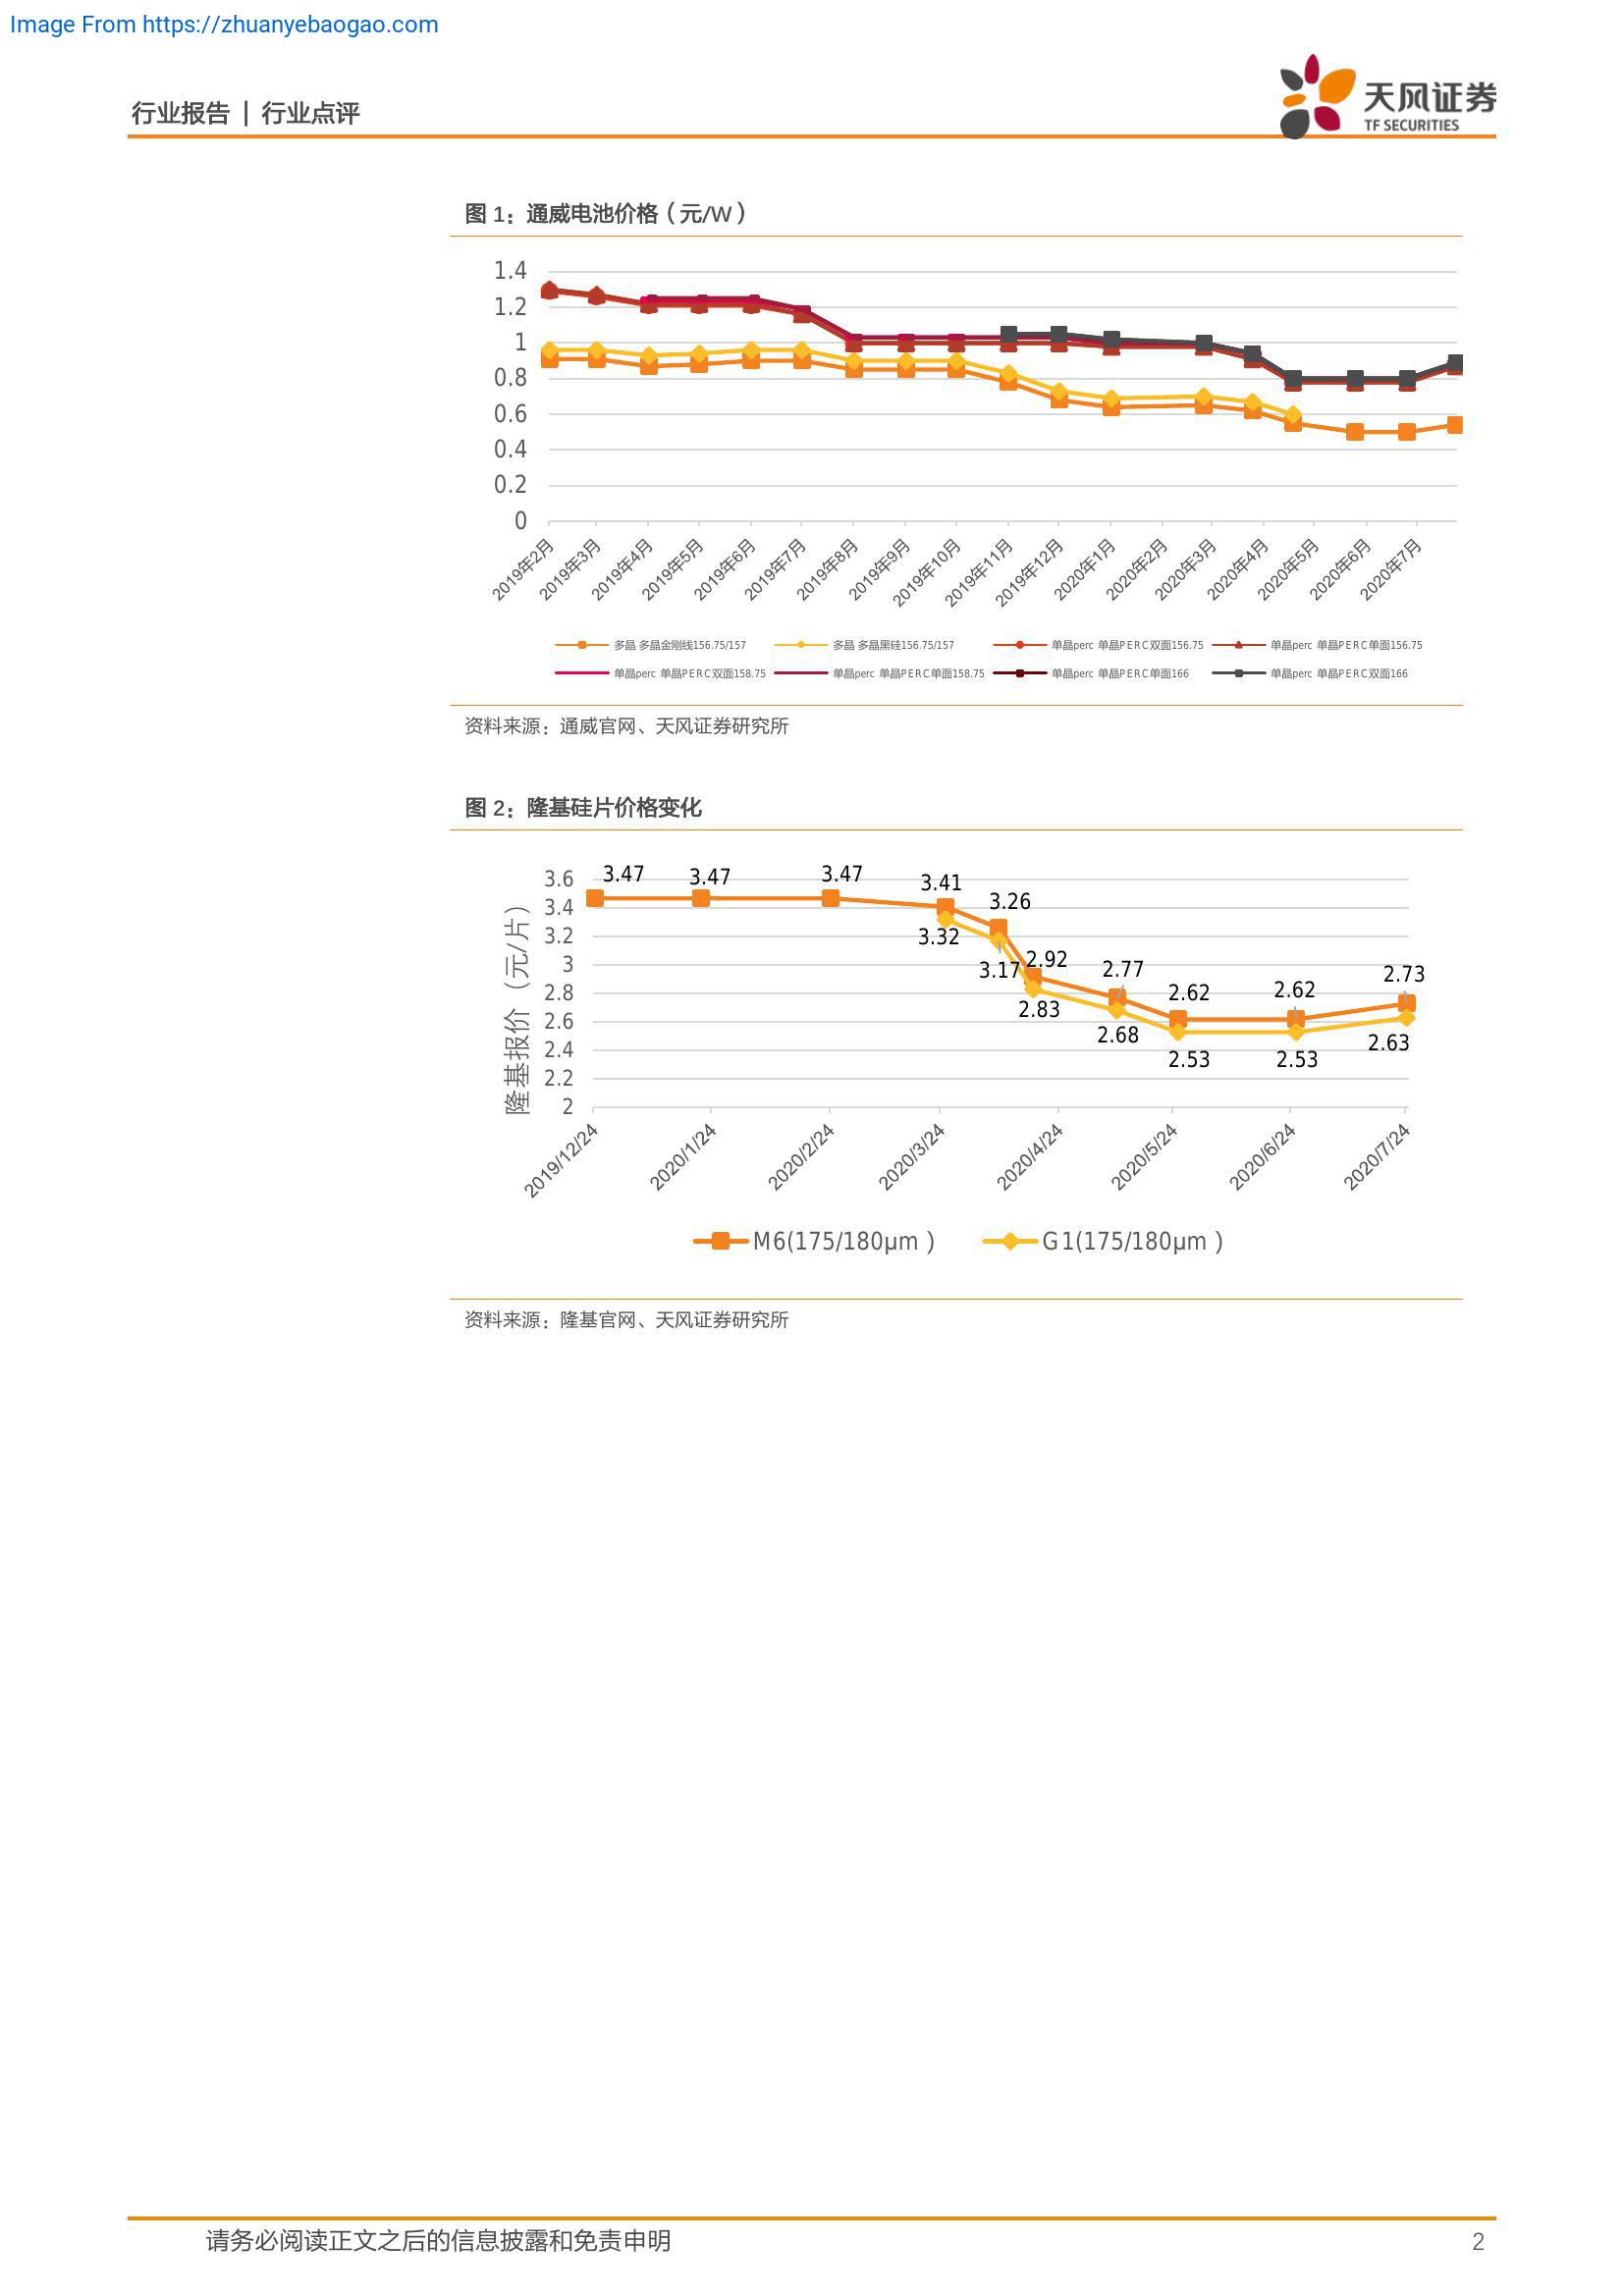 Image From https://zhuanyebaogao.com
行业报告 | 行业点评
天风证券
TF SECURITIES
图 1：通威电池价格（元/W）
1.4
1.2
1
0.8
0.6
0.4
0.2
0
2019年2月 2019年3月 2019年4月 2019年5月 2019年6月 2019年7月 2019年8月 2019年9月 2019年10月 2019年11月 2019年12月 2020年1月 2020年2月 2020年3月 2020年4月 2020年5月 2020年6月 2020年7月
多晶 多晶金刚线156.75/157 多晶 多晶黑硅156.75/157 单晶perc 单晶PERC双面156.75 单晶perc 单晶PERC单面156.75
单晶perc 单晶PERC双面158.75 单晶perc 单晶PERC单面158.75 单晶perc 单晶PERC单面166 单晶perc 单晶PERC双面166
资料来源：通威官网、天风证券研究所
图 2：隆基硅片价格变化
隆基报价（元/片）
3.6
3.4
3.2
3
2.8
2.6
2.4
2.2
2
3.47 3.47 3.47 3.41 3.26 2.92 2.77 2.62 2.62 2.73
3.32 3.17 2.83 2.68 2.53 2.53 2.63
2019/12/24 2020/1/24 2020/2/24 2020/3/24 2020/4/24 2020/5/24 2020/6/24 2020/7/24
M6(175/180μm ) G1(175/180μm )
资料来源：隆基官网、天风证券研究所
请务必阅读正文之后的信息披露和免责申明 2